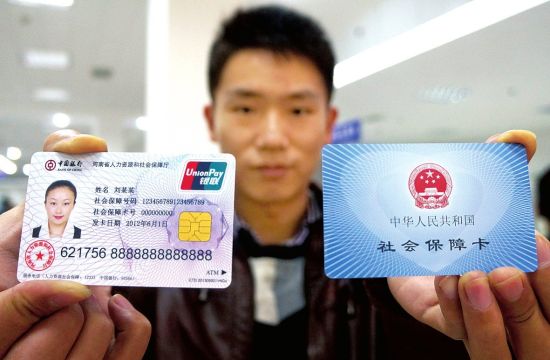 中国银行
BANK OF CHINA
河南省人力资源和社会保障厅
UnionPay
银联
姓名 刘某某
社会保障号码 123456789123456789
社会保障卡号 000000000
发卡日期 2012年6月1日
621756 8888888888888
ATM
中华人民共和国
社会保障卡